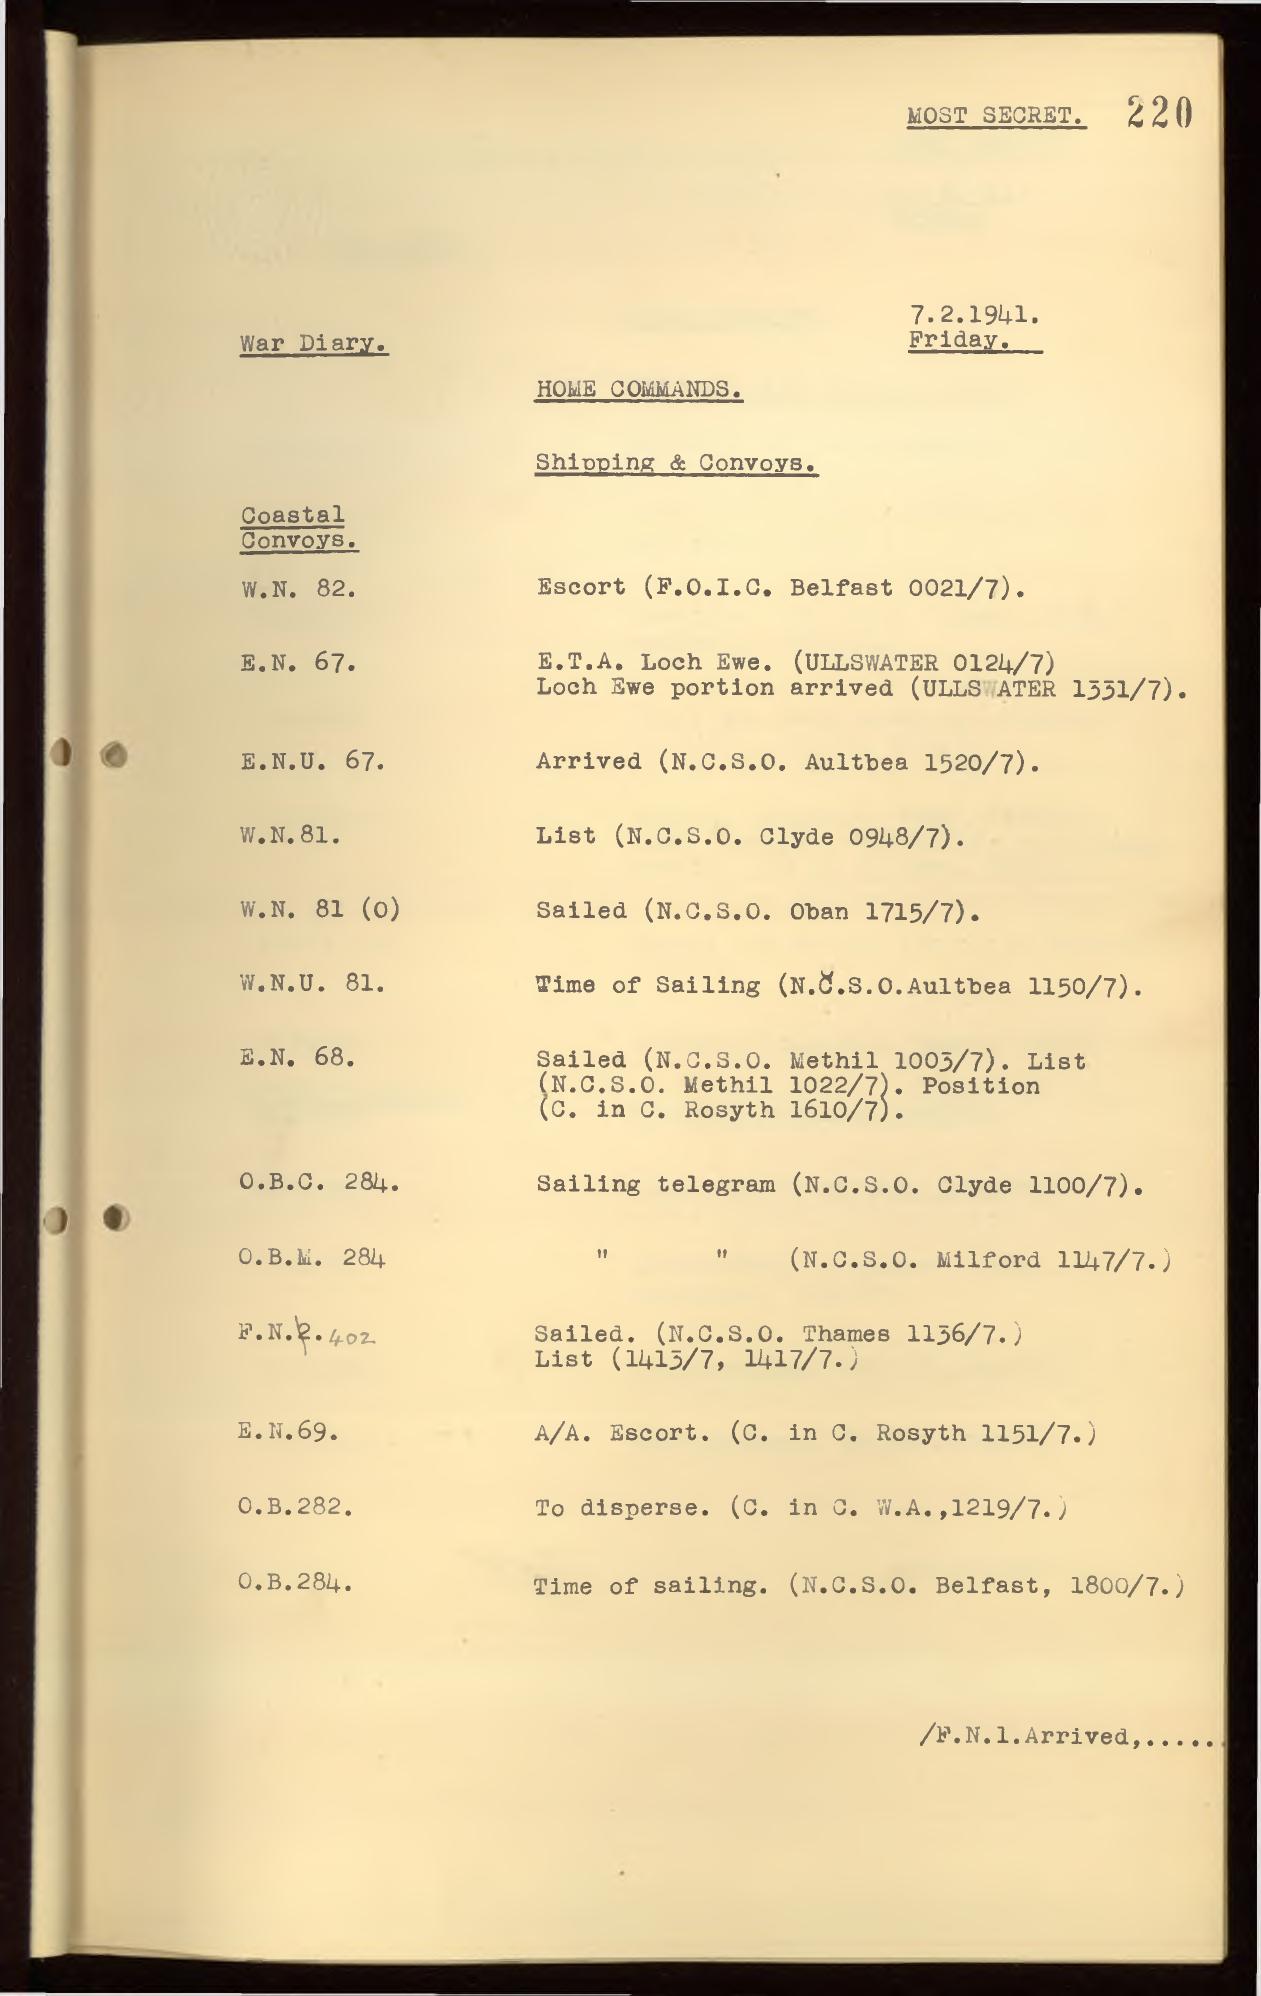 MOST SECRET. 220
7.2.1941.
War Diary. Friday.
HOME COMMANDS.
Shipping & Convoys.
Coastal
Convoys.
W.N. 82. Escort (F.O.I.C. Belfast 0021/7).
E.N. 67. E.T.A. Loch Ewe. (ULLSWATER 0124/7)
Loch Ewe portion arrived (ULLSWATER 1331/7).
E.N.U. 67. Arrived (N.C.S.O. Aultbea 1520/7).
W.N.81. List (N.C.S.O. Clyde 0948/7).
W.N. 81 (O) Sailed (N.C.S.O. Oban 1715/7).
W.N.U. 81. Time of Sailing (N.C.S.O.Aultbea 1150/7).
E.N. 68. Sailed (N.C.S.O. Methil 1003/7). List
(N.C.S.O. Methil 1022/7). Position
(C. in C. Rosyth 1610/7).
O.B.C. 284. Sailing telegram (N.C.S.O. Clyde 1100/7).
O.B.M. 284 " " (N.C.S.O. Milford 1147/7.)
F.N.2. 402 Sailed. (N.C.S.O. Thames 1136/7.)
List (1413/7, 1417/7.)
E.N.69. A/A. Escort. (C. in C. Rosyth 1151/7.)
O.B.282. To disperse. (C. in C. W.A.,1219/7.)
O.B.284. Time of sailing. (N.C.S.O. Belfast, 1800/7.)
/F.N.1.Arrived,.....